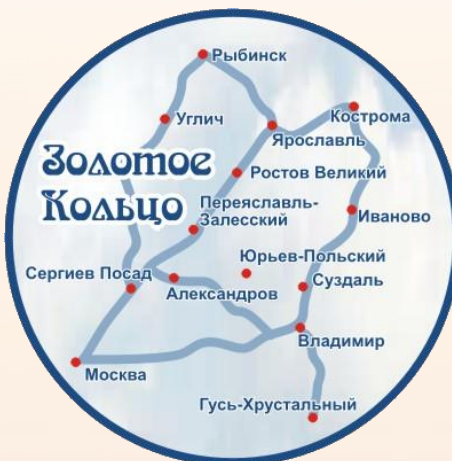 Рыбинск
Кострома
Углич
Ярославль
Золотое
Кольцо
Ростов Великий
Переяславль-
Залесский
Иваново
Юрьев-Польский
Сергиев Посад
Александров
Суздаль
Владимир
Москва
Гусь-Хрустальный